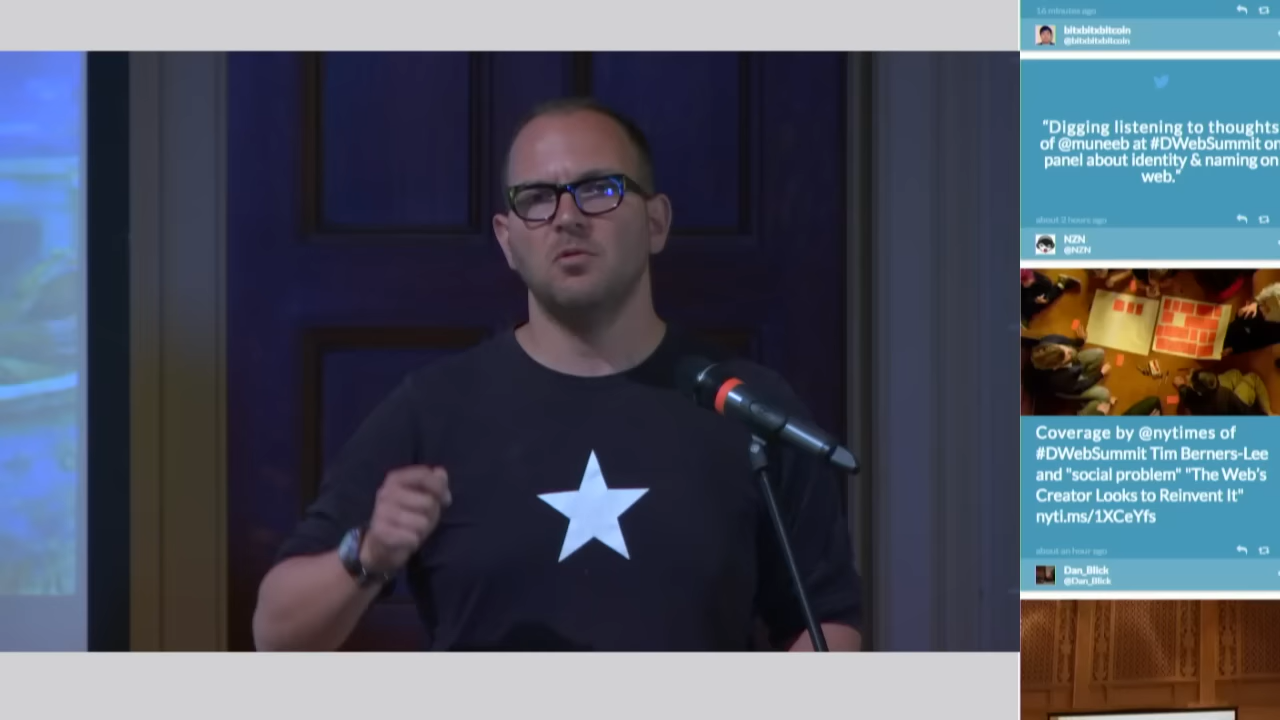 16 minutes ago
bitxbitxbitcoin
@bitxbitxbitcoin
"Digging listening to thoughts
of @muneeb at #DWebSummit on
panel about identity & naming on
web."
about 2 hours ago
NZN
@NZN
Coverage by @nytimes of
#DWebSummit Tim Berners-Lee
and "social problem" "The Web's
Creator Looks to Reinvent It"
nyti.ms/1XCeYfs
about an hour ago
Dan_Blick
@Dan_Blick